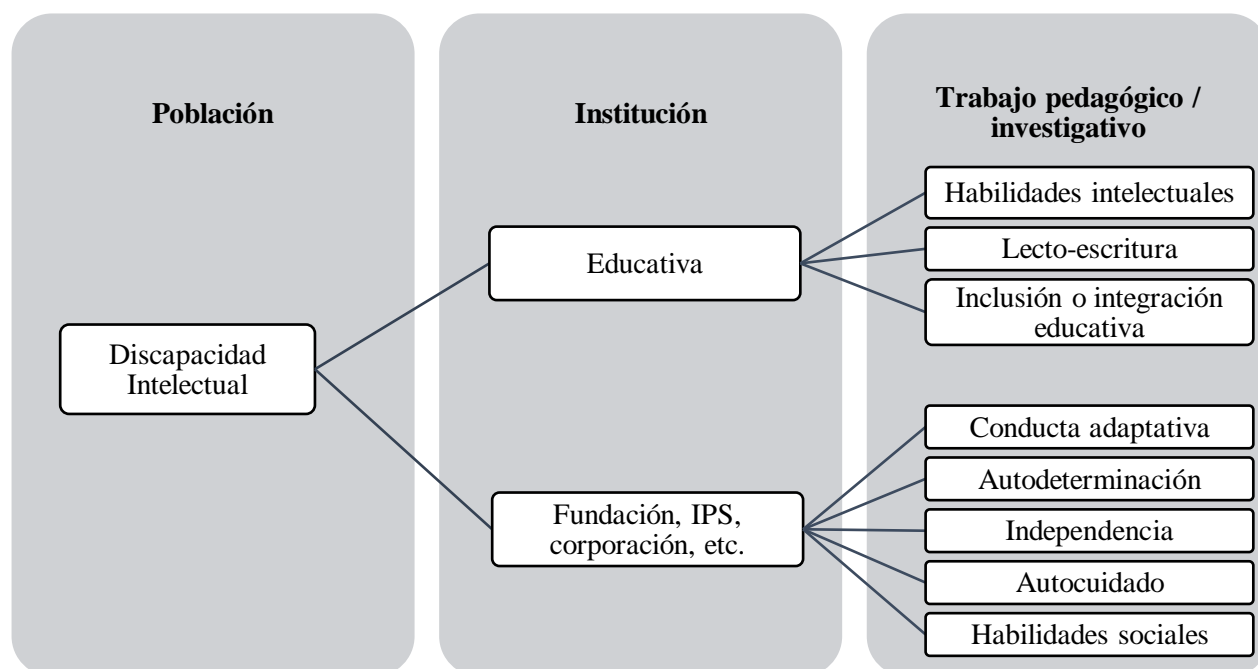 Población
Institución
Trabajo pedagógico /
investigativo
Discapacidad
Intelectual
Educativa
Fundación, IPS,
corporación, etc.
Habilidades intelectuales
Lecto-escritura
Inclusión o integración
educativa
Conducta adaptativa
Autodeterminación
Independencia
Autocuidado
Habilidades sociales